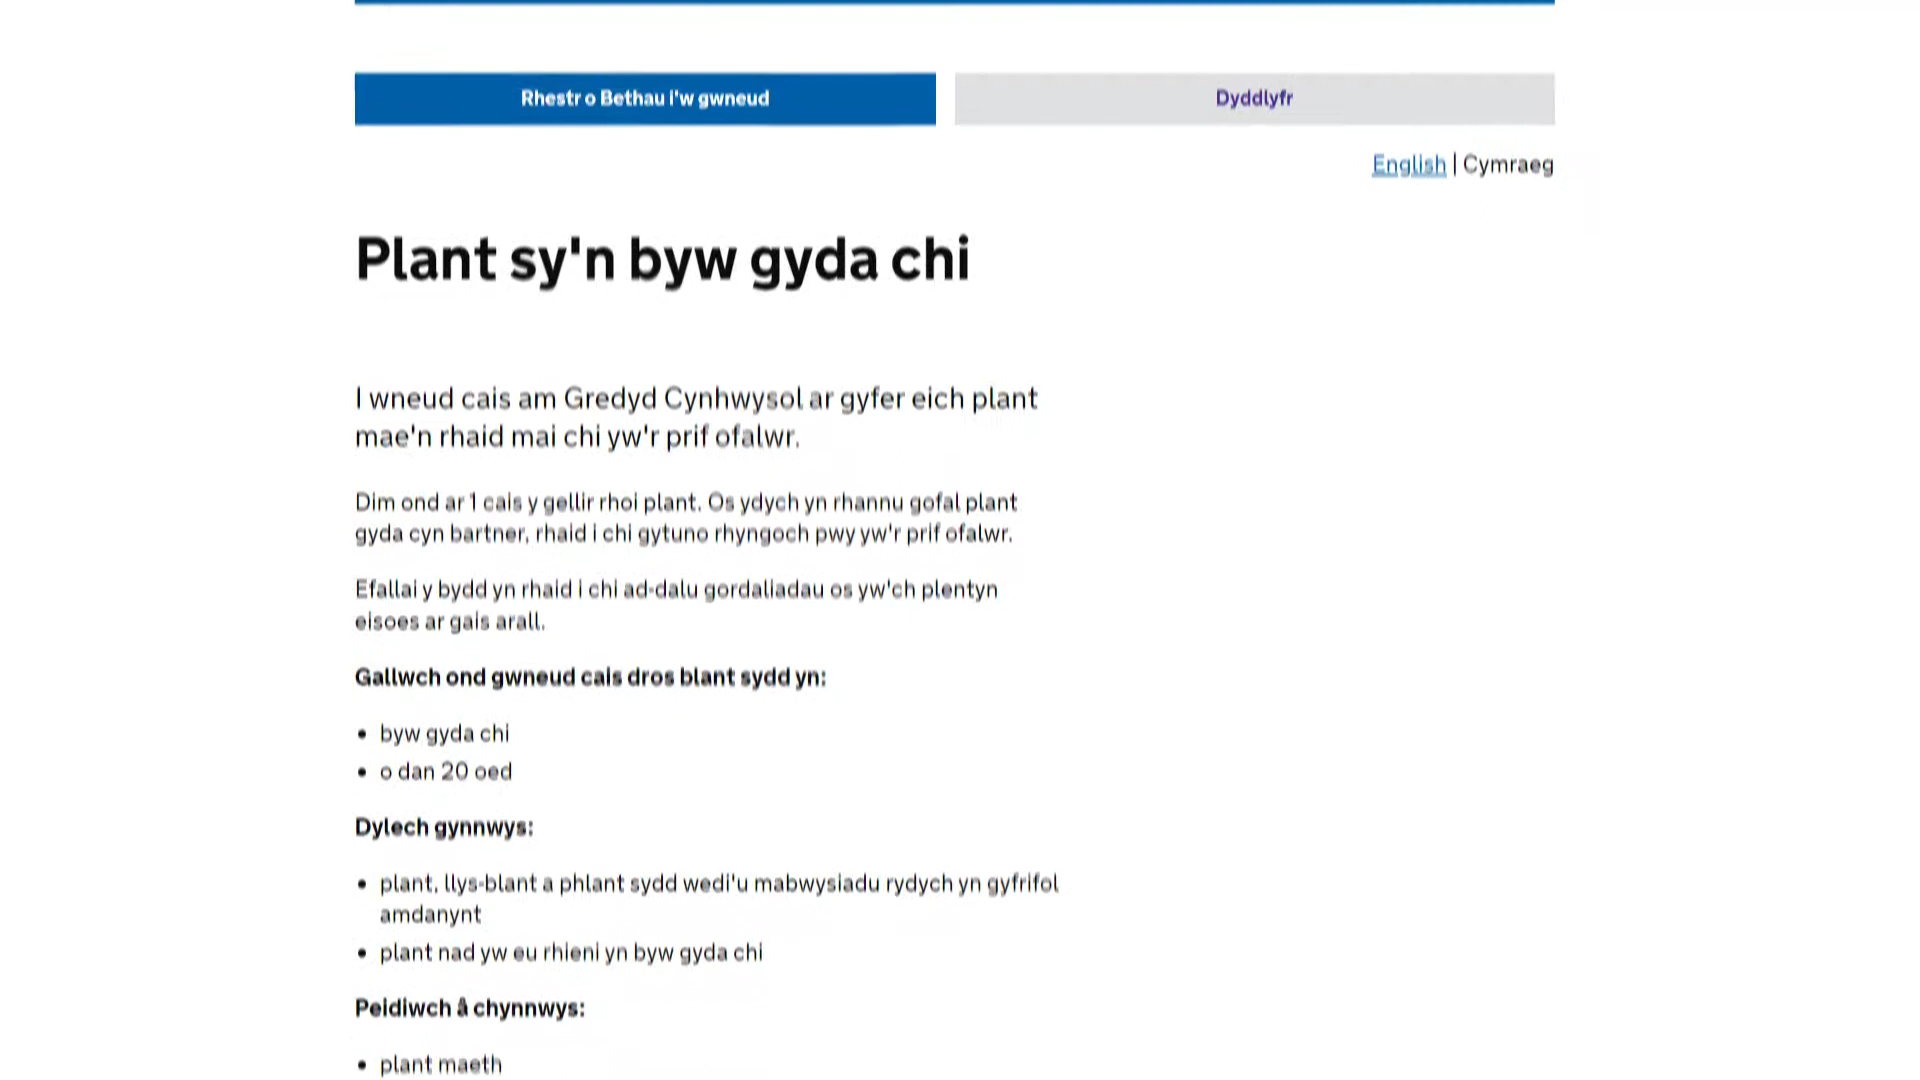 Rhestr o Bethau i'w gwneud
Dyddlyfr
English | Cymraeg
Plant sy'n byw gyda chi
I wneud cais am Gredyd Cynhwysol ar gyfer eich plant
mae'n rhaid mai chi yw'r prif ofalwr.
Dim ond ar 1 cais y gellir rhoi plant. Os ydych yn rhannu gofal plant
gyda cyn bartner, rhaid i chi gytuno rhyngoch pwy yw'r prif ofalwr.
Efallai y bydd yn rhaid i chi ad-dalu gordaliadau os yw'ch plentyn
eisoes ar gais arall.
Gallwch ond gwneud cais dros blant sydd yn:
• byw gyda chi
• o dan 20 oed
Dylech gynnwys:
• plant, llys-blant a phlant sydd wedi'u mabwysiadu rydych yn gyfrifol
amdanynt
• plant nad yw eu rhieni yn byw gyda chi
Peidiwch â chynnwys:
• plant maeth